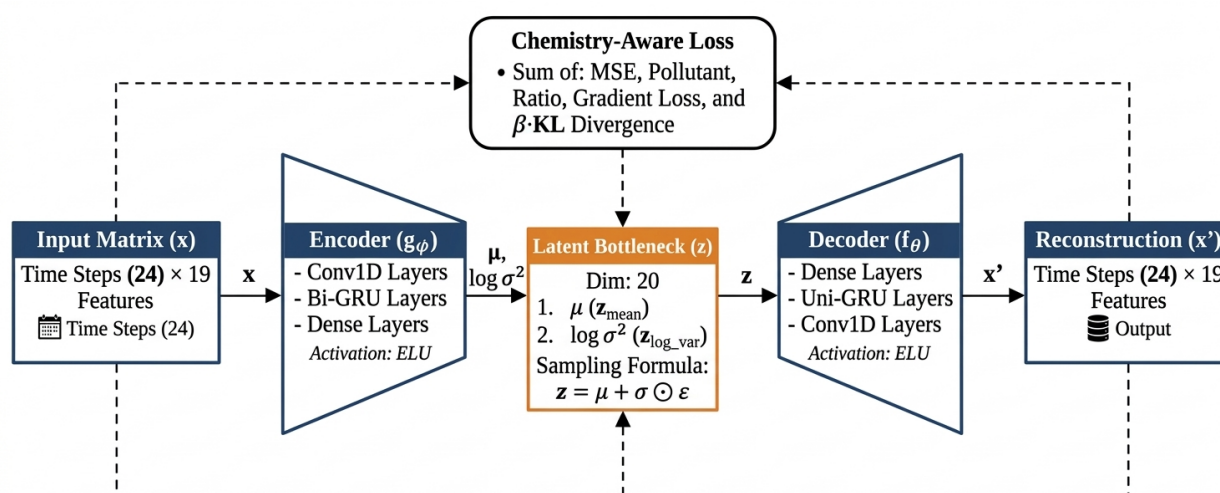 Chemistry-Aware Loss
• Sum of: MSE, Pollutant,
Ratio, Gradient Loss, and
β·KL Divergence
Input Matrix (x)
Time Steps (24) × 19
Features
Time Steps (24)
x
Encoder (g𝜙)
- Conv1D Layers
- Bi-GRU Layers
- Dense Layers
Activation: ELU
μ,
log σ²
Latent Bottleneck (z)
Dim: 20
1. μ (z_mean)
2. log σ² (z_log_var)
Sampling Formula:
z = μ + σ ⊙ ε
z
Decoder (f_θ)
- Dense Layers
- Uni-GRU Layers
- Conv1D Layers
Activation: ELU
x’
Reconstruction (x’)
Time Steps (24) × 19
Features
Output